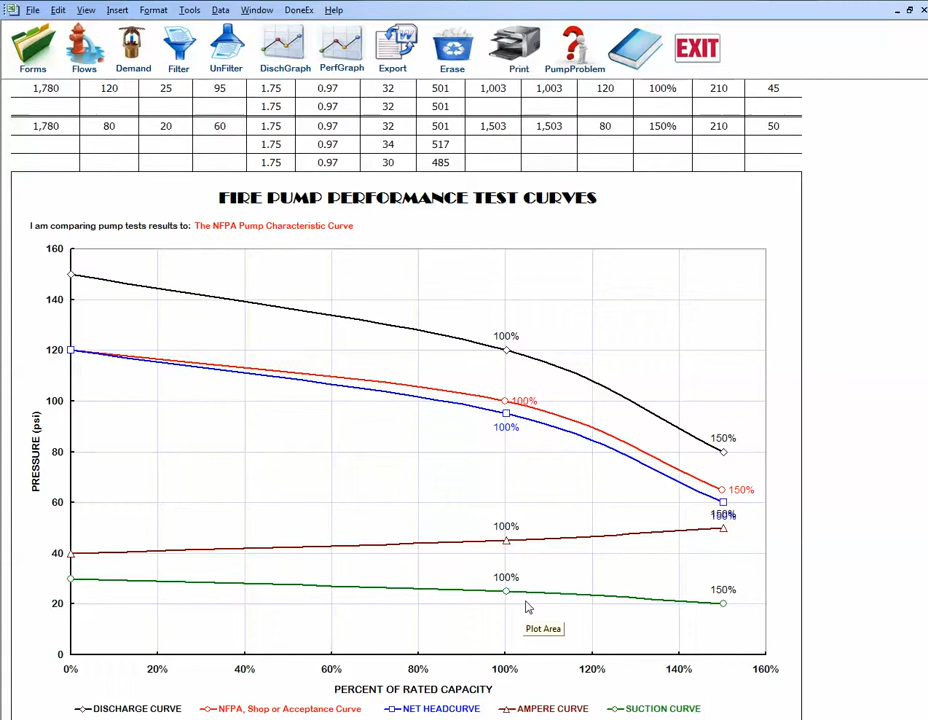 File Edit View Insert Format Tools Data Window DoneEx Help
Forms Flows Demand Filter UnFilter DischGraph PerfGraph Export Erase Print PumpProblem EXIT
1,780 120 25 95 1.75 0.97 32 501 1,003 1,003 120 100% 210 45
1.75 0.97 32 501
1,780 80 20 60 1.75 0.97 32 501 1,503 1,503 80 150% 210 50
1.75 0.97 34 517
1.75 0.97 30 485
FIRE PUMP PERFORMANCE TEST CURVES
I am comparing pump tests results to: The NFPA Pump Characteristic Curve
160
140
120
100
80
60
40
20
0
PRESSURE (psi)
100%
150%
100%
150%
100%
150%
100%
150%
100%
150%
Plot Area
0% 20% 40% 60% 80% 100% 120% 140% 160%
PERCENT OF RATED CAPACITY
DISCHARGE CURVE NFPA, Shop or Acceptance Curve NET HEADCURVE AMPERE CURVE SUCTION CURVE